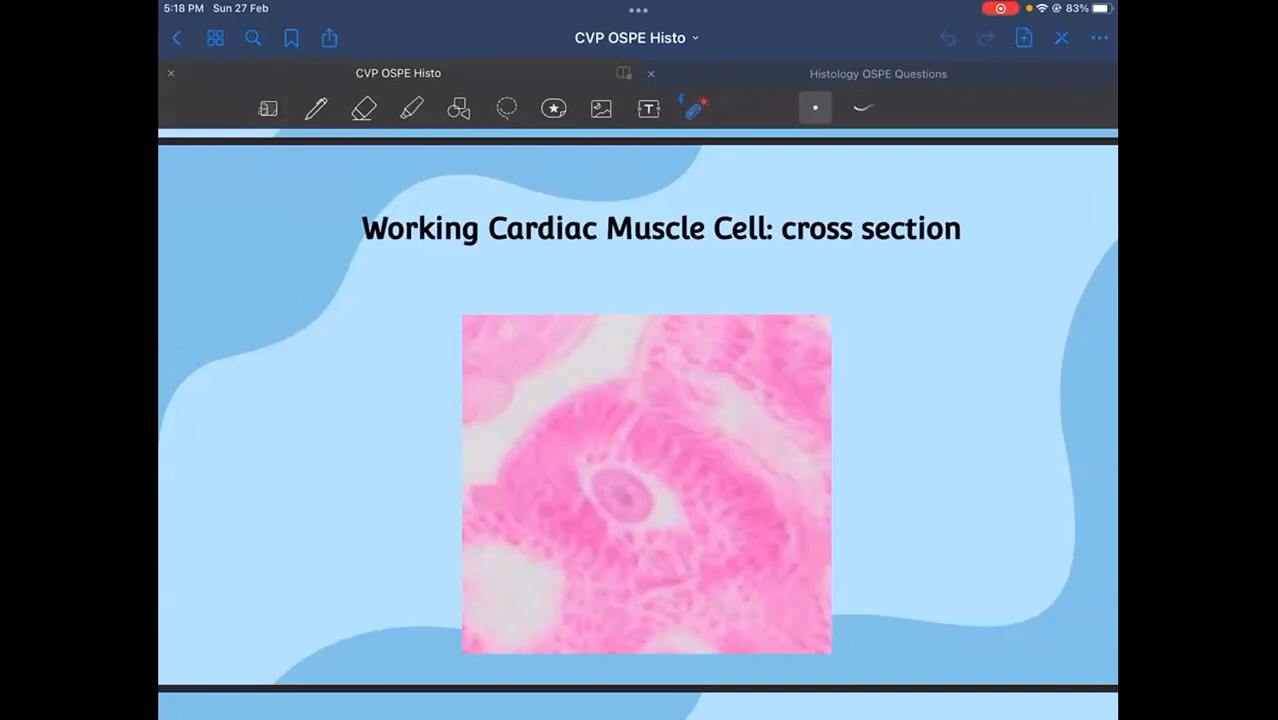 5:18 PM Sun 27 Feb
83%
CVP OSPE Histo
CVP OSPE Histo
Histology OSPE Questions
T
Working Cardiac Muscle Cell: cross section